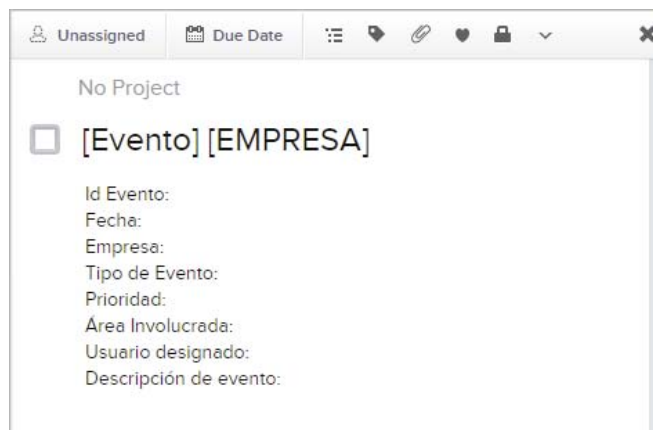 Unassigned Due Date
No Project
[Evento] [EMPRESA]
Id Evento:
Fecha:
Empresa:
Tipo de Evento:
Prioridad:
Área Involucrada:
Usuario designado:
Descripción de evento: